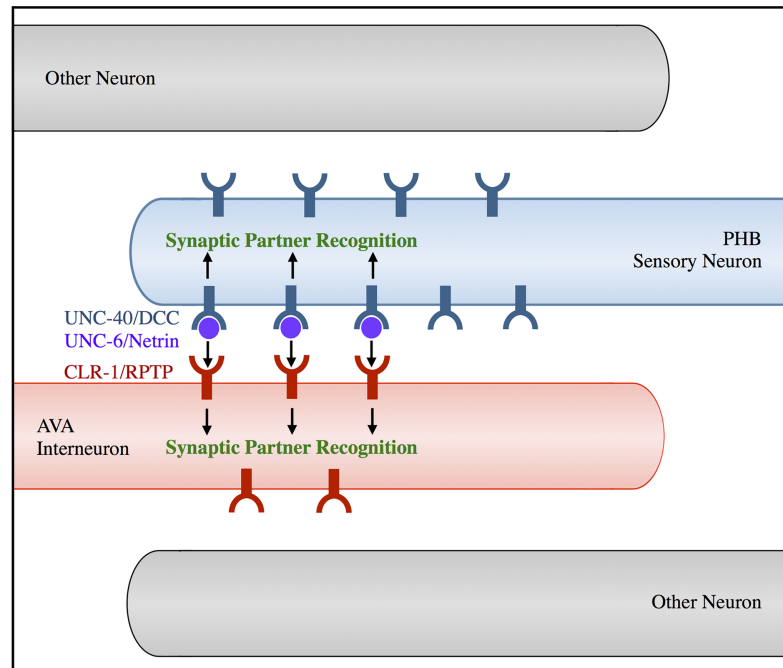 Other Neuron
Synaptic Partner Recognition
PHB
Sensory Neuron
UNC-40/DCC
UNC-6/Netrin
CLR-1/RPTP
AVA
Interneuron
Synaptic Partner Recognition
Other Neuron